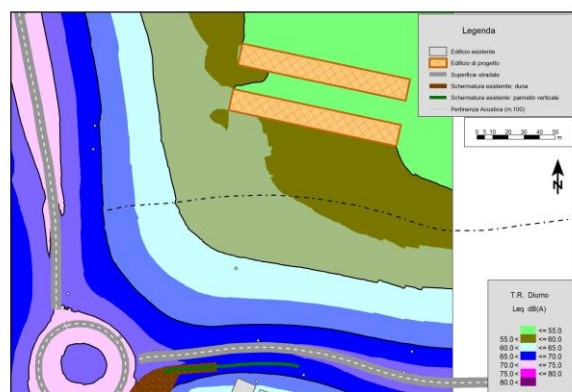 Legenda
Edificio esistente
Edificio di progetto
Superficie stradale
Schermatura esistente: duna
Schermatura esistente: pannello verticale
Pertinenza Acustica (m.100)
0 5 10 20 30 40 50
m
N
T.R. Diurno
Leq dB(A)
<= 55.0
55.0 < <= 60.0
60.0 < <= 65.0
65.0 < <= 70.0
70.0 < <= 75.0
75.0 < <= 80.0
80.0 <